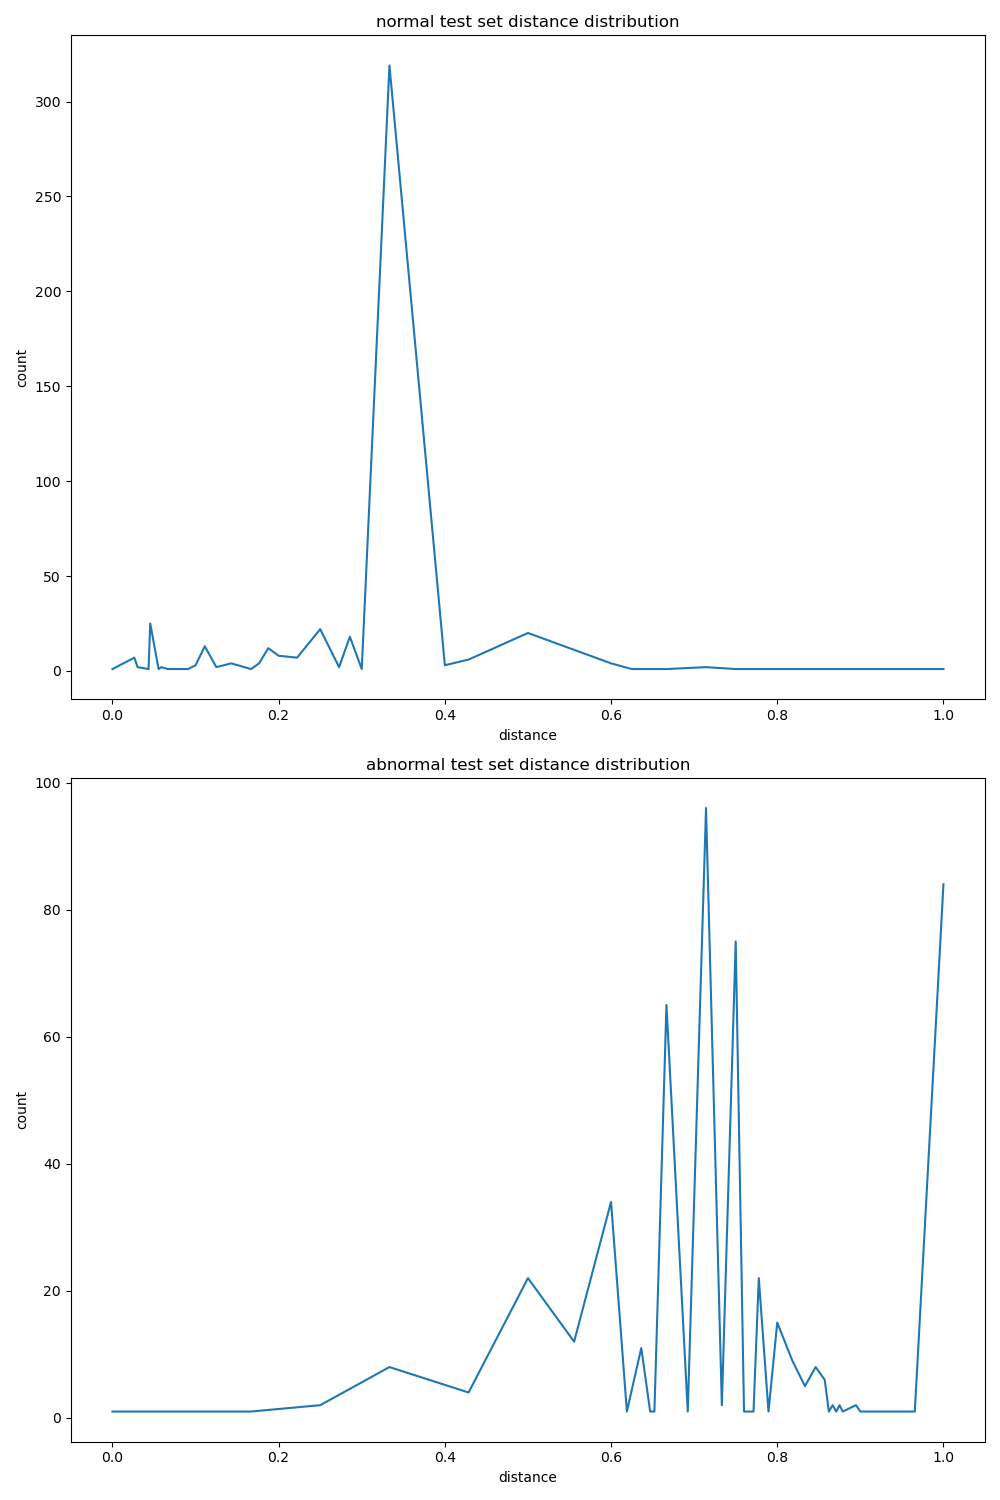 normal test set distance distribution
300
250
200
150
100
50
0
count
0.0 0.2 0.4 0.6 0.8 1.0
distance
abnormal test set distance distribution
100
80
60
40
20
0
count
0.0 0.2 0.4 0.6 0.8 1.0
distance